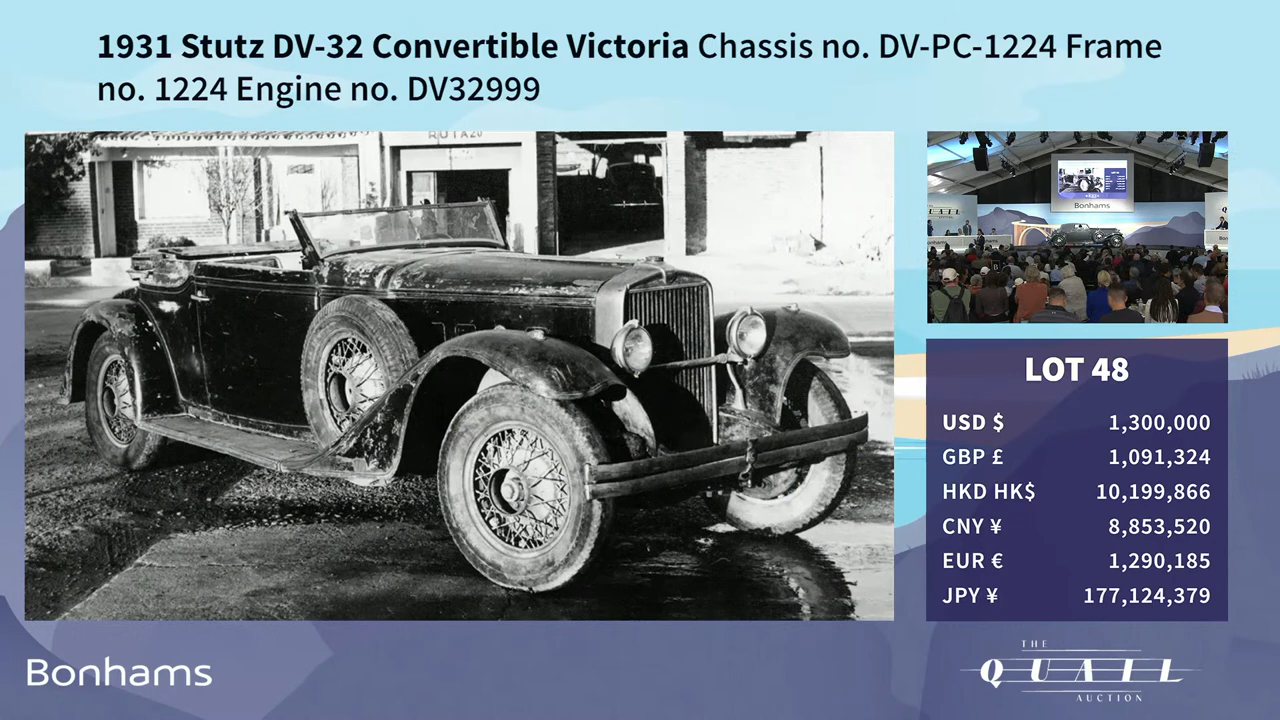 1931 Stutz DV-32 Convertible Victoria Chassis no. DV-PC-1224 Frame
no. 1224 Engine no. DV32999
Bonhams
LOT 48
USD $ 1,300,000
GBP £ 1,091,324
HKD HK$ 10,199,866
CNY ¥ 8,853,520
EUR € 1,290,185
JPY ¥ 177,124,379
Bonhams
THE
QUAIL
AUCTION